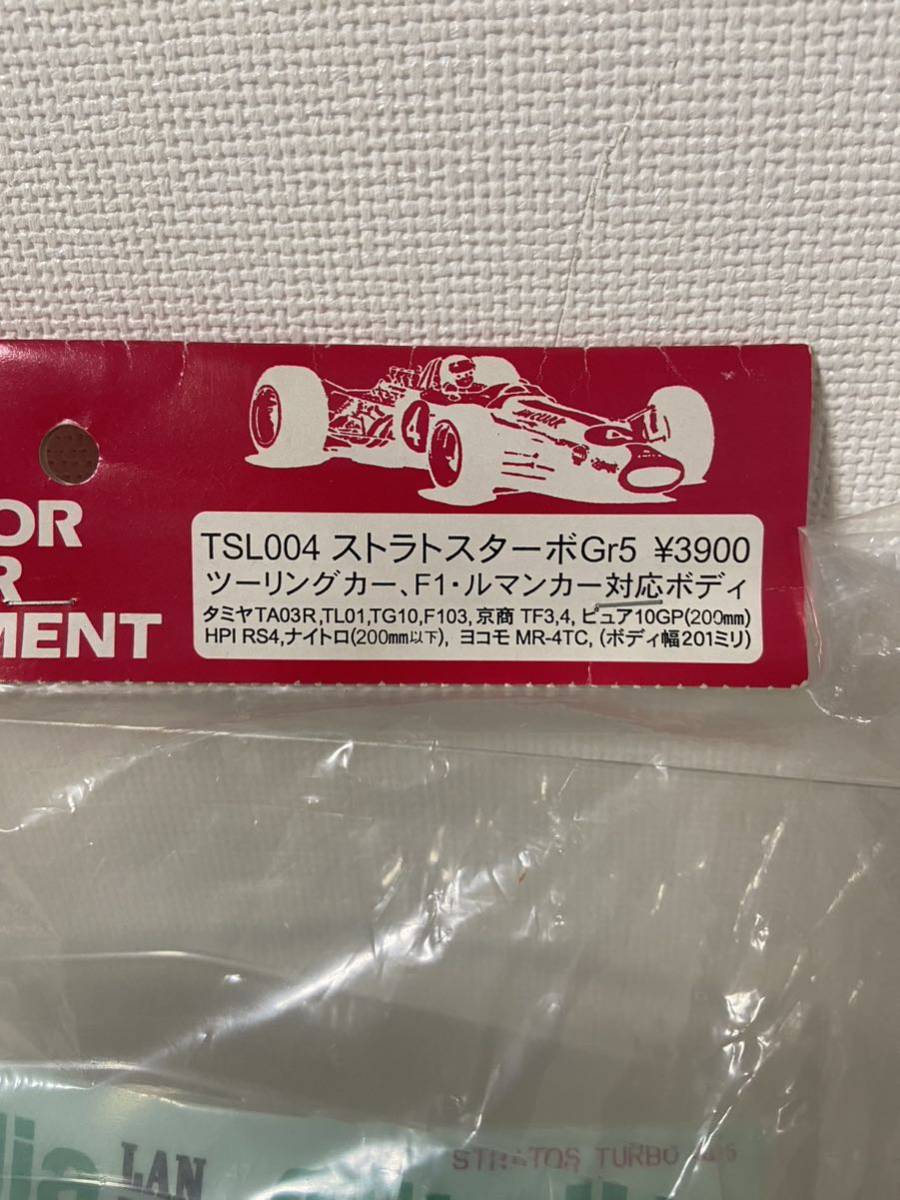 OR
R
MENT
4
TSL004 ストラトスターボGr5 ¥3900
ツーリングカー、F1・ルマンカー対応ボディ
タミヤTA03R,TL01,TG10,F103,京商 TF3,4, ピュア10GP(200mm)
HPI RS4,ナイトロ(200mm以下), ヨコモ MR-4TC, (ボディ幅201ミリ)
LAN
STRATOS TURBO